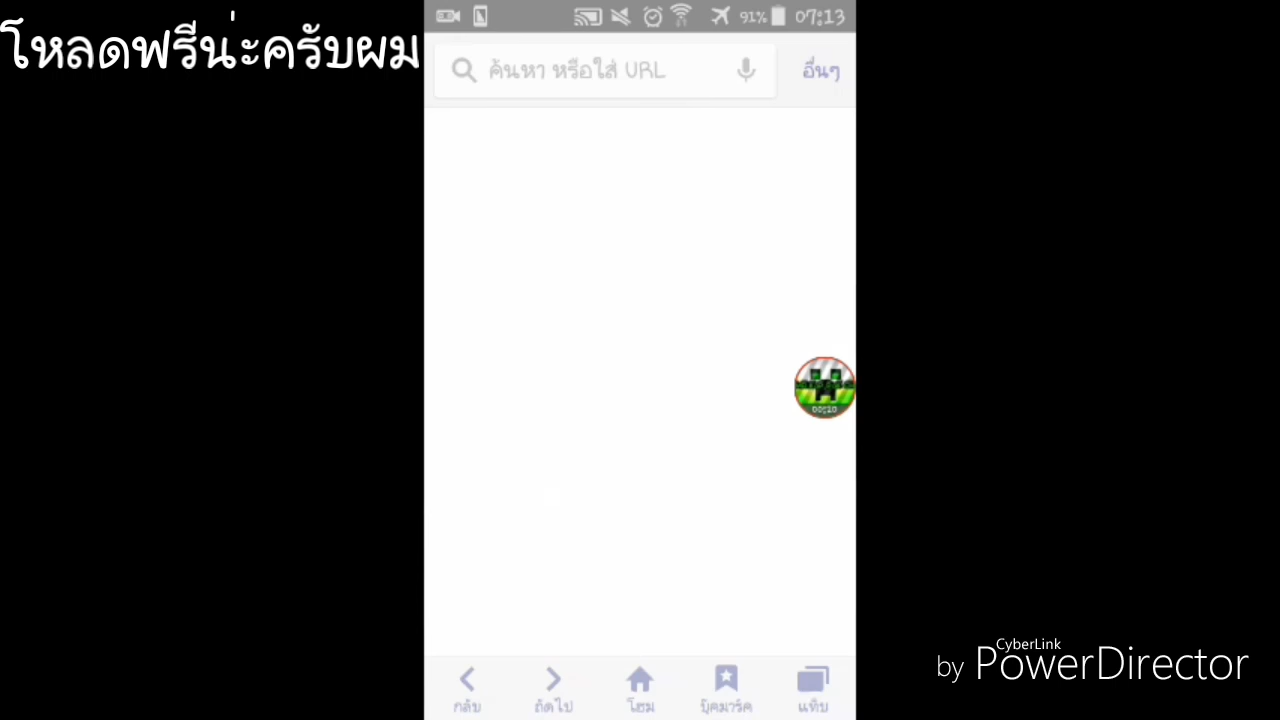 โหลดฟรีน่ะครับผม
91% 07:13
ค้นหา หรือใส่ URL
อื่นๆ
00:20
กลับ ถัดไป โฮม บุ๊คมาร์ค แท็บ
CyberLink
by PowerDirector